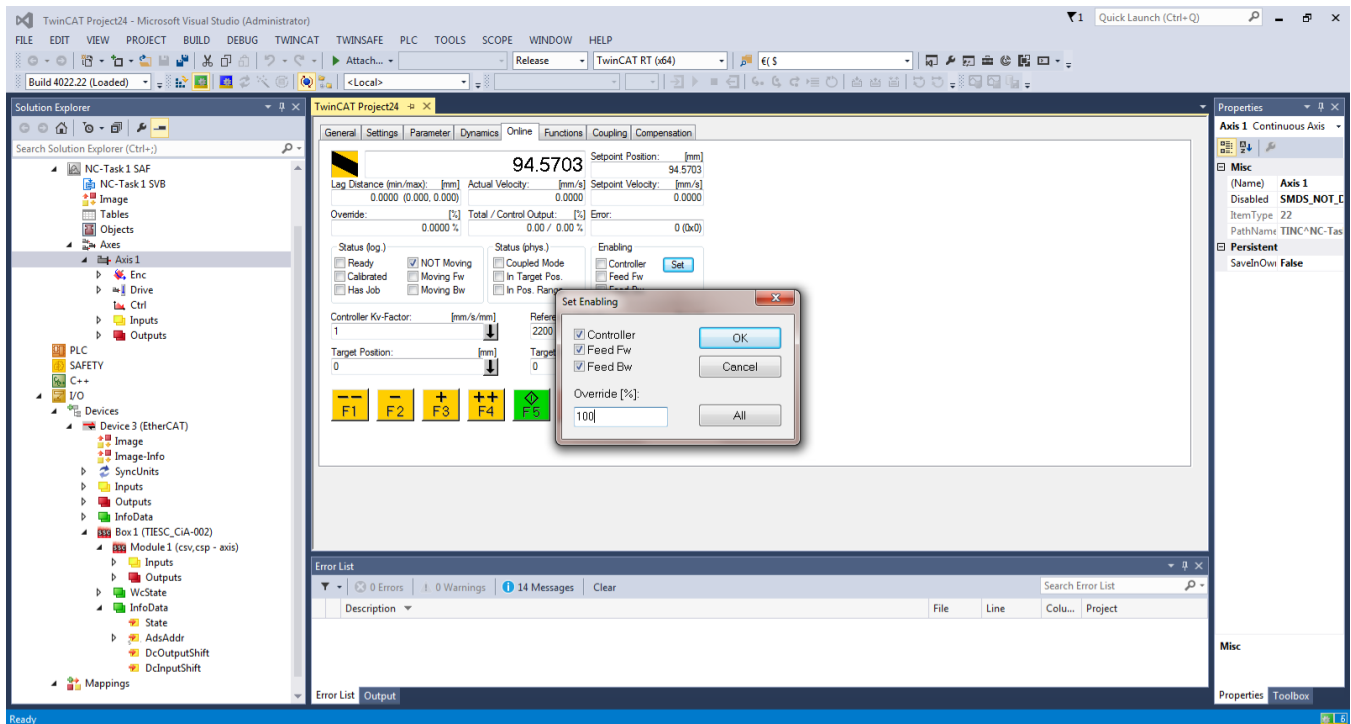 TwinCAT Project24 - Microsoft Visual Studio (Administrator)
1
Quick Launch (Ctrl+Q)
FILE EDIT VIEW PROJECT BUILD DEBUG TWINCAT TWINSAFE PLC TOOLS SCOPE WINDOW HELP
Attach... Release TwinCAT RT (x64) €( $
Build 4022.22 (Loaded) <Local>
Solution Explorer
Search Solution Explorer (Ctrl+;)
NC-Task 1 SAF
NC-Task 1 SVB
Image
Tables
Objects
Axes
Axis 1
Enc
Drive
Ctrl
Inputs
Outputs
PLC
SAFETY
C++
I/O
Devices
Device 3 (EtherCAT)
Image
Image-Info
SyncUnits
Inputs
Outputs
InfoData
Box 1 (TIESC_CiA-002)
Module 1 (csv,csp - axis)
Inputs
Outputs
WcState
InfoData
State
AdsAddr
DcOutputShift
DcInputShift
Mappings
TwinCAT Project24
General Settings Parameter Dynamics Online Functions Coupling Compensation
94.5703
Setpoint Position: [mm]
94.5703
Lag Distance (min/max): [mm] Actual Velocity: [mm/s] Setpoint Velocity: [mm/s]
0.0000 (0.000, 0.000) 0.0000 0.0000
Override: [%] Total / Control Output: [%] Error:
0.0000 % 0.00 / 0.00 % 0 (0x0)
Status (log.) Status (phys.) Enabling
Ready NOT Moving Coupled Mode Controller Set
Calibrated Moving Fw In Target Pos. Feed Fw
Has Job Moving Bw In Pos. Range
Controller Kv-Factor: [mm/s/mm]
1 2200
Target Position: [mm] Target
0 0
-- - + ++
F1 F2 F3 F4 F5
Set Enabling
Controller OK
Feed Fw
Feed Bw Cancel
Override [%]:
100 All
Error List
0 Errors 0 Warnings 14 Messages Clear
Search Error List
Description File Line Colu... Project
Error List Output
Properties
Axis 1 Continuous Axis
Misc
(Name) Axis 1
Disabled SMDS_NOT_D
ItemType 22
PathName TINC^NC-Tas
Persistent
SaveInOwi False
Misc
Properties Toolbox
Ready
6